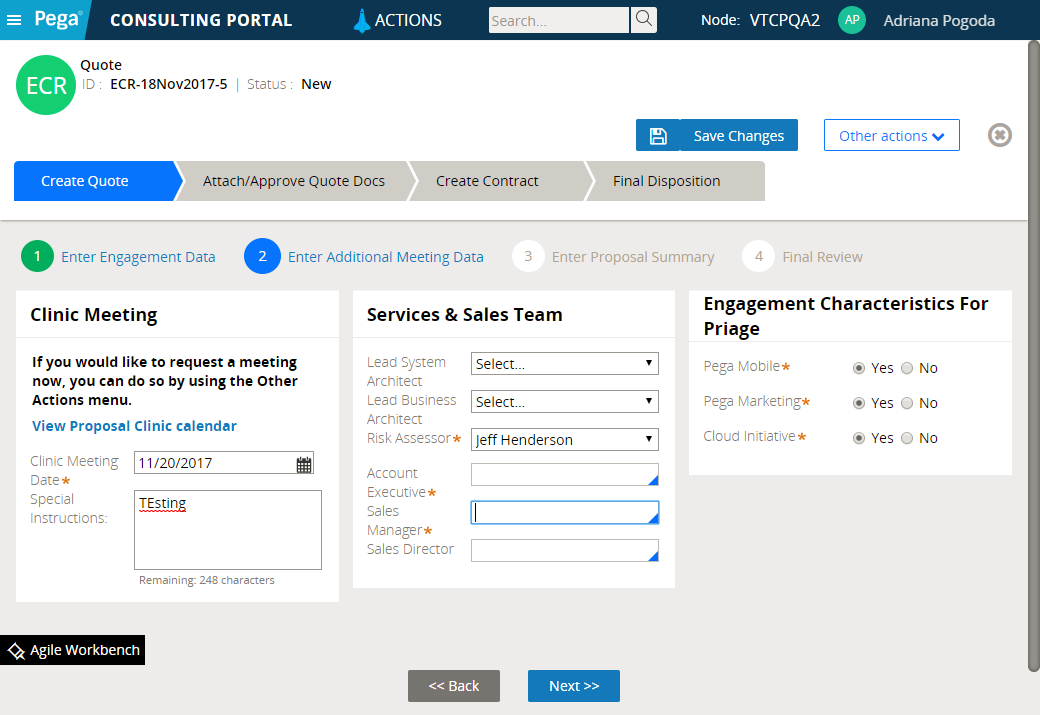 Pega CONSULTING PORTAL ACTIONS Search... Node: VTCPQA2 AP Adriana Pogoda
ECR
Quote
ID : ECR-18Nov2017-5 | Status : New
Save Changes Other actions
Create Quote Attach/Approve Quote Docs Create Contract Final Disposition
1 Enter Engagement Data 2 Enter Additional Meeting Data 3 Enter Proposal Summary 4 Final Review
Clinic Meeting
If you would like to request a meeting
now, you can do so by using the Other
Actions menu.
View Proposal Clinic calendar
Clinic Meeting
Date* 11/20/2017
Special
Instructions: TEsting
Remaining: 248 characters
Services & Sales Team
Lead System
Architect Select...
Lead Business
Architect Select...
Risk Assessor* Jeff Henderson
Account
Executive*
Sales
Manager*
Sales Director
Engagement Characteristics For
Priage
Pega Mobile* Yes No
Pega Marketing* Yes No
Cloud Initiative* Yes No
Agile Workbench
<< Back Next >>